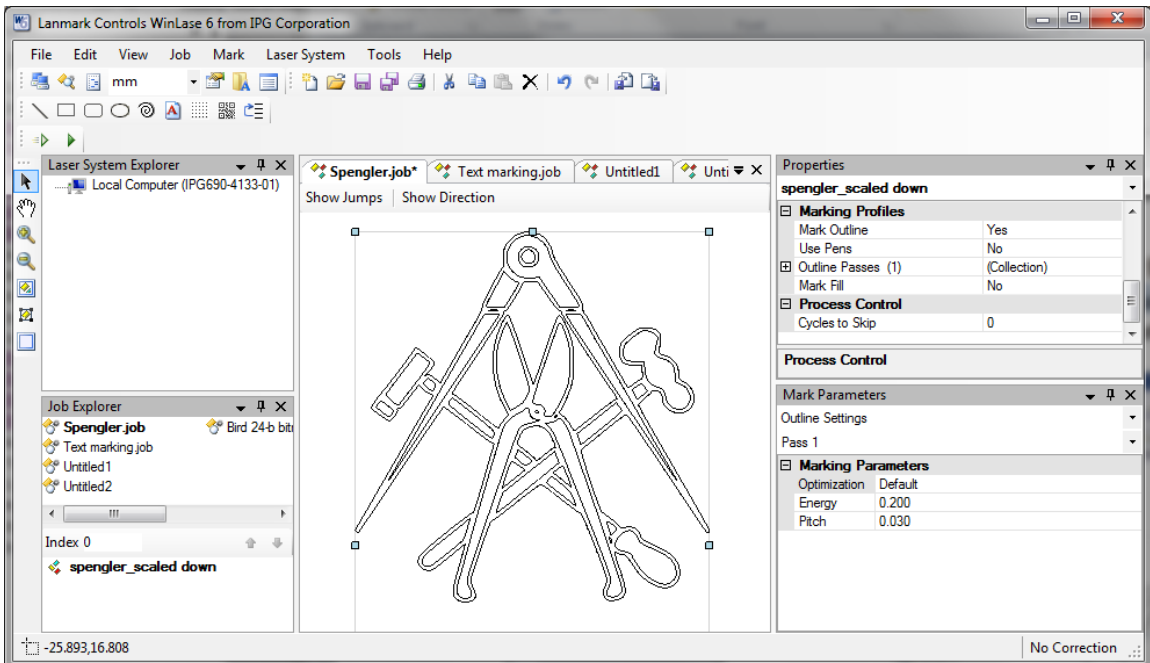 Lanmark Controls WinLase 6 from IPG Corporation
File Edit View Job Mark Laser System Tools Help
mm
Laser System Explorer
Local Computer (IPG690-4133-01)
Job Explorer
Spengler.job Bird 24-b bit
Text marking.job
Untitled1
Untitled2
Index 0
spengler_scaled down
Spengler.job* Text marking.job Untitled1 Unti
Show Jumps Show Direction
Properties
spengler_scaled down
Marking Profiles
Mark Outline Yes
Use Pens No
Outline Passes (1) (Collection)
Mark Fill No
Process Control
Cycles to Skip 0
Process Control
Mark Parameters
Outline Settings
Pass 1
Marking Parameters
Optimization Default
Energy 0.200
Pitch 0.030
-25.893,16.808 No Correction